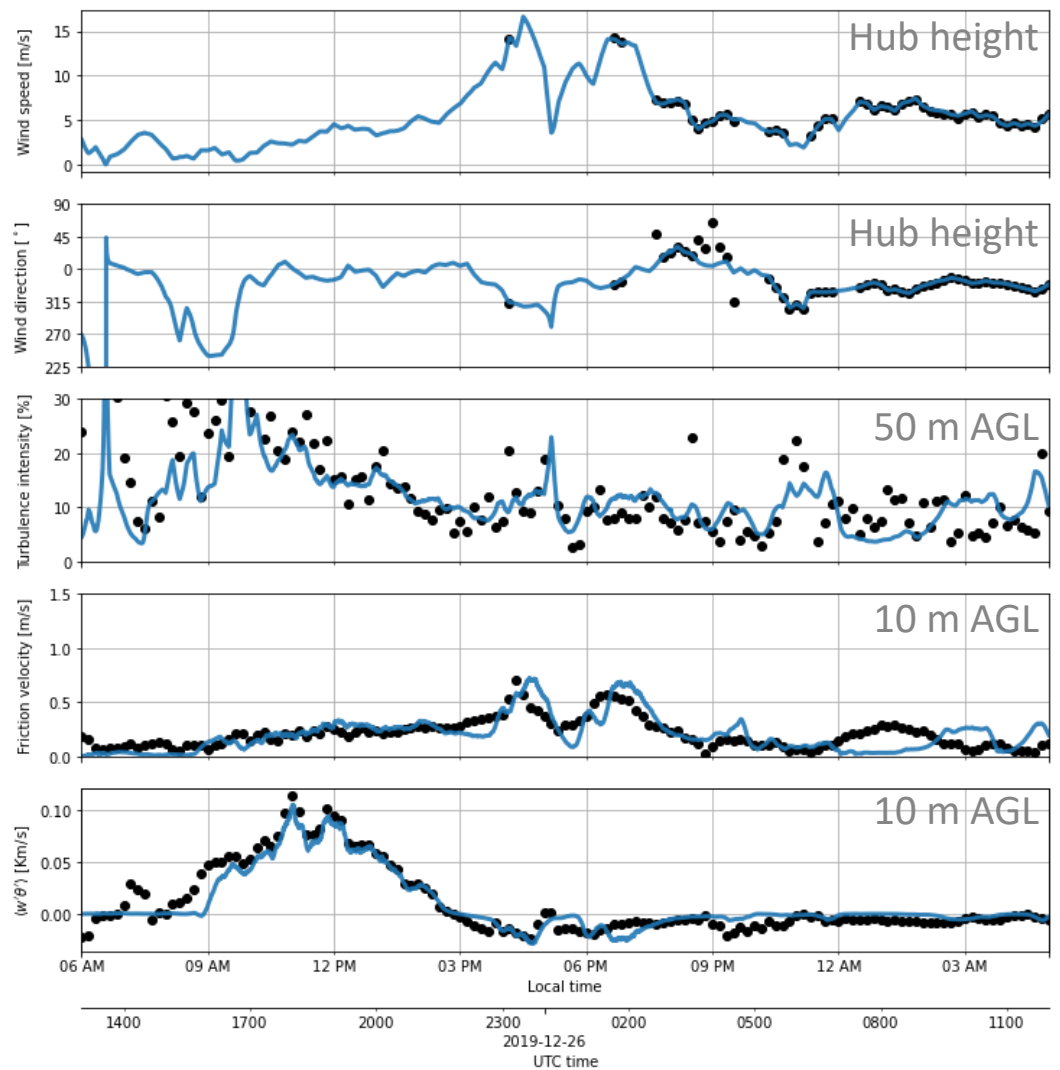 Wind speed [m/s]
15
10
5
0
Hub height
Wind direction [°]
90
45
0
315
270
225
Hub height
Turbulence intensity [%]
30
20
10
0
50 m AGL
Friction velocity [m/s]
1.5
1.0
0.5
0.0
10 m AGL
⟨w'θ'⟩ [Km/s]
0.10
0.05
0.00
10 m AGL
06 AM 09 AM 12 PM 03 PM 06 PM 09 PM 12 AM 03 AM
Local time
1400 1700 2000 2300 0200 0500 0800 1100
2019-12-26
UTC time